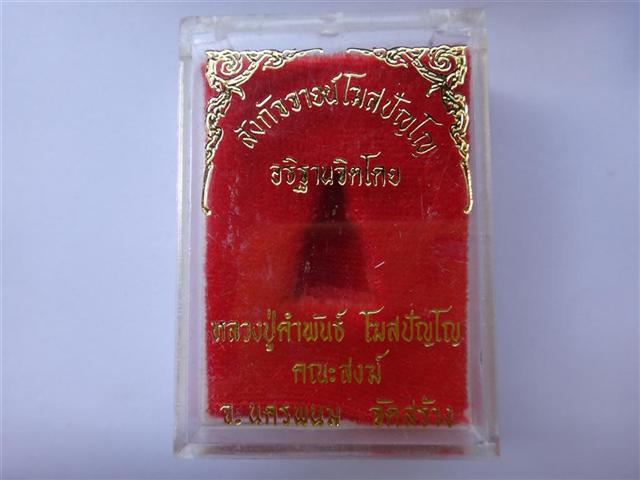 สังกัจจายน์โฆสปัญโญ
อธิฐานจิตโดย
หลวงปู่คำพันธ์ โฆสปัญโญ
คณะสงฆ์
จ.นครพนม จัดสร้าง